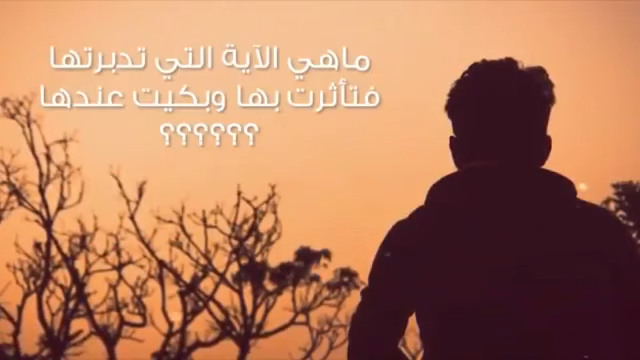 ماهي الآية التي تدبرتها
فتأثرت بها وبكيت عندها
؟؟؟؟؟؟